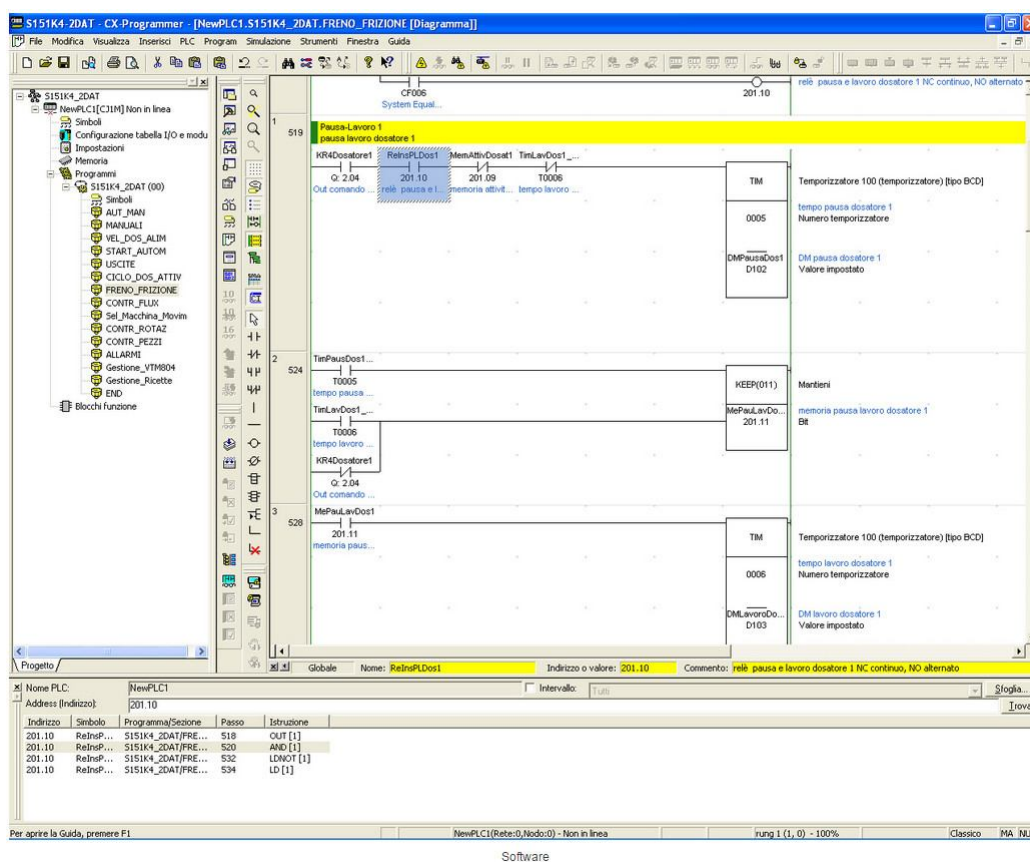 S151K4-2DAT - CX-Programmer - [NewPLC1.S151K4_2DAT.FRENO_FRIZIONE [Diagramma]]
File Modifica Visualizza Inserisci PLC Program Simulazione Strumenti Finestra Guida
S151K4_2DAT
NewPLC1[CJ1M] Non in linea
Simboli
Configurazione tabella I/O e modu
Impostazioni
Memoria
Programmi
S151K4_2DAT (00)
Simboli
AUT_MAN
MANUALI
VEL_DOS_ALIM
START_AUTOM
USCITE
CICLO_DOS_ATTIV
FRENO_FRIZIONE
CONTR_FLUX
Sel_Macchina_Movim
CONTR_ROTAZ
CONTR_PEZZI
ALLARMI
Gestione_VTM804
Gestione_Ricette
END
Blocchi funzione
Progetto
CF006
System Equal...
201.10
relè pausa e lavoro dosatore 1 NC continuo, NO alternato
1
519
Pausa-Lavoro 1
pausa lavoro dosatore 1
KR4Dosatore1 ReInsPLDos1 MemAttivDosat1 TimLavDos1_...
Q: 2.04 201.10 201.09 T0006
Out comando ... relè pausa e l... memoria attivit... tempo lavoro ...
TIM
Temporizzatore 100 (temporizzatore) [tipo BCD]
0005
tempo pausa dosatore 1
Numero temporizzatore
DMPausaDos1
D102
DM pausa dosatore 1
Valore impostato
2
524
TimPausDos1...
T0005
tempo pausa ...
TimLavDos1_...
T0006
tempo lavoro ...
KR4Dosatore1
Q: 2.04
Out comando ...
KEEP(011)
Mantieni
MePauLavDo...
201.11
memoria pausa lavoro dosatore 1
Bit
3
528
MePauLavDos1
201.11
memoria paus...
TIM
Temporizzatore 100 (temporizzatore) [tipo BCD]
0006
tempo lavoro dosatore 1
Numero temporizzatore
DMLavoroDo...
D103
DM lavoro dosatore 1
Valore impostato
Globale Nome: ReInsPLDos1 Indirizzo o valore: 201.10 Commento: relè pausa e lavoro dosatore 1 NC continuo, NO alternato
Nome PLC: NewPLC1 Intervallo: Tutti Sfoglia...
Address (Indirizzo): 201.10 Trova
Indirizzo Simbolo Programma/Sezione Passo Istruzione
201.10 ReInsP... S151K4_2DAT/FRE... 518 OUT [1]
201.10 ReInsP... S151K4_2DAT/FRE... 520 AND [1]
201.10 ReInsP... S151K4_2DAT/FRE... 532 LDNOT [1]
201.10 ReInsP... S151K4_2DAT/FRE... 534 LD [1]
Per aprire la Guida, premere F1 NewPLC1(Rete:0,Nodo:0) - Non in linea rung 1 (1, 0) - 100% Classico MA NU
Software